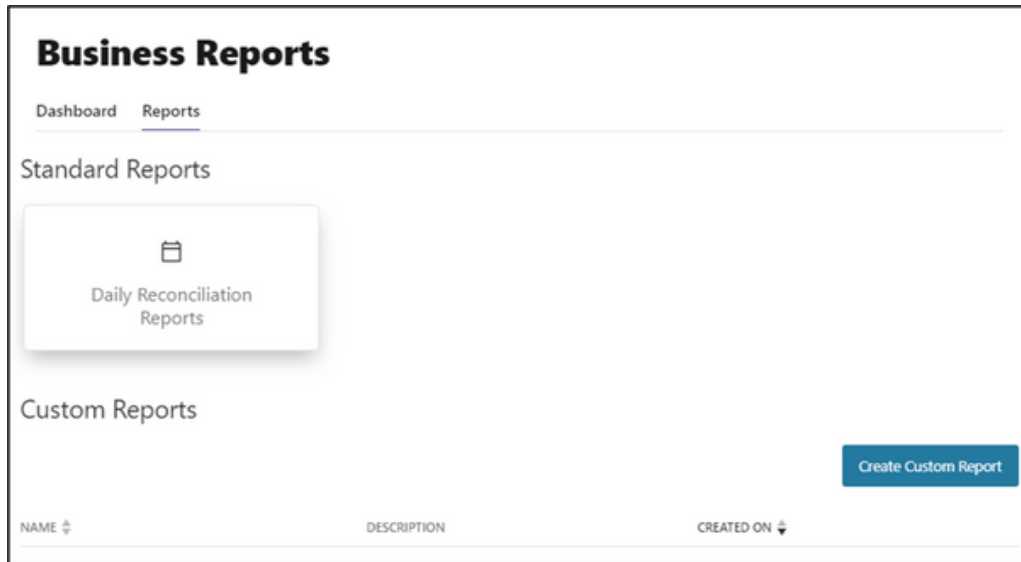 Business Reports
Dashboard Reports
Standard Reports
Daily Reconciliation
Reports
Custom Reports
Create Custom Report
NAME DESCRIPTION CREATED ON